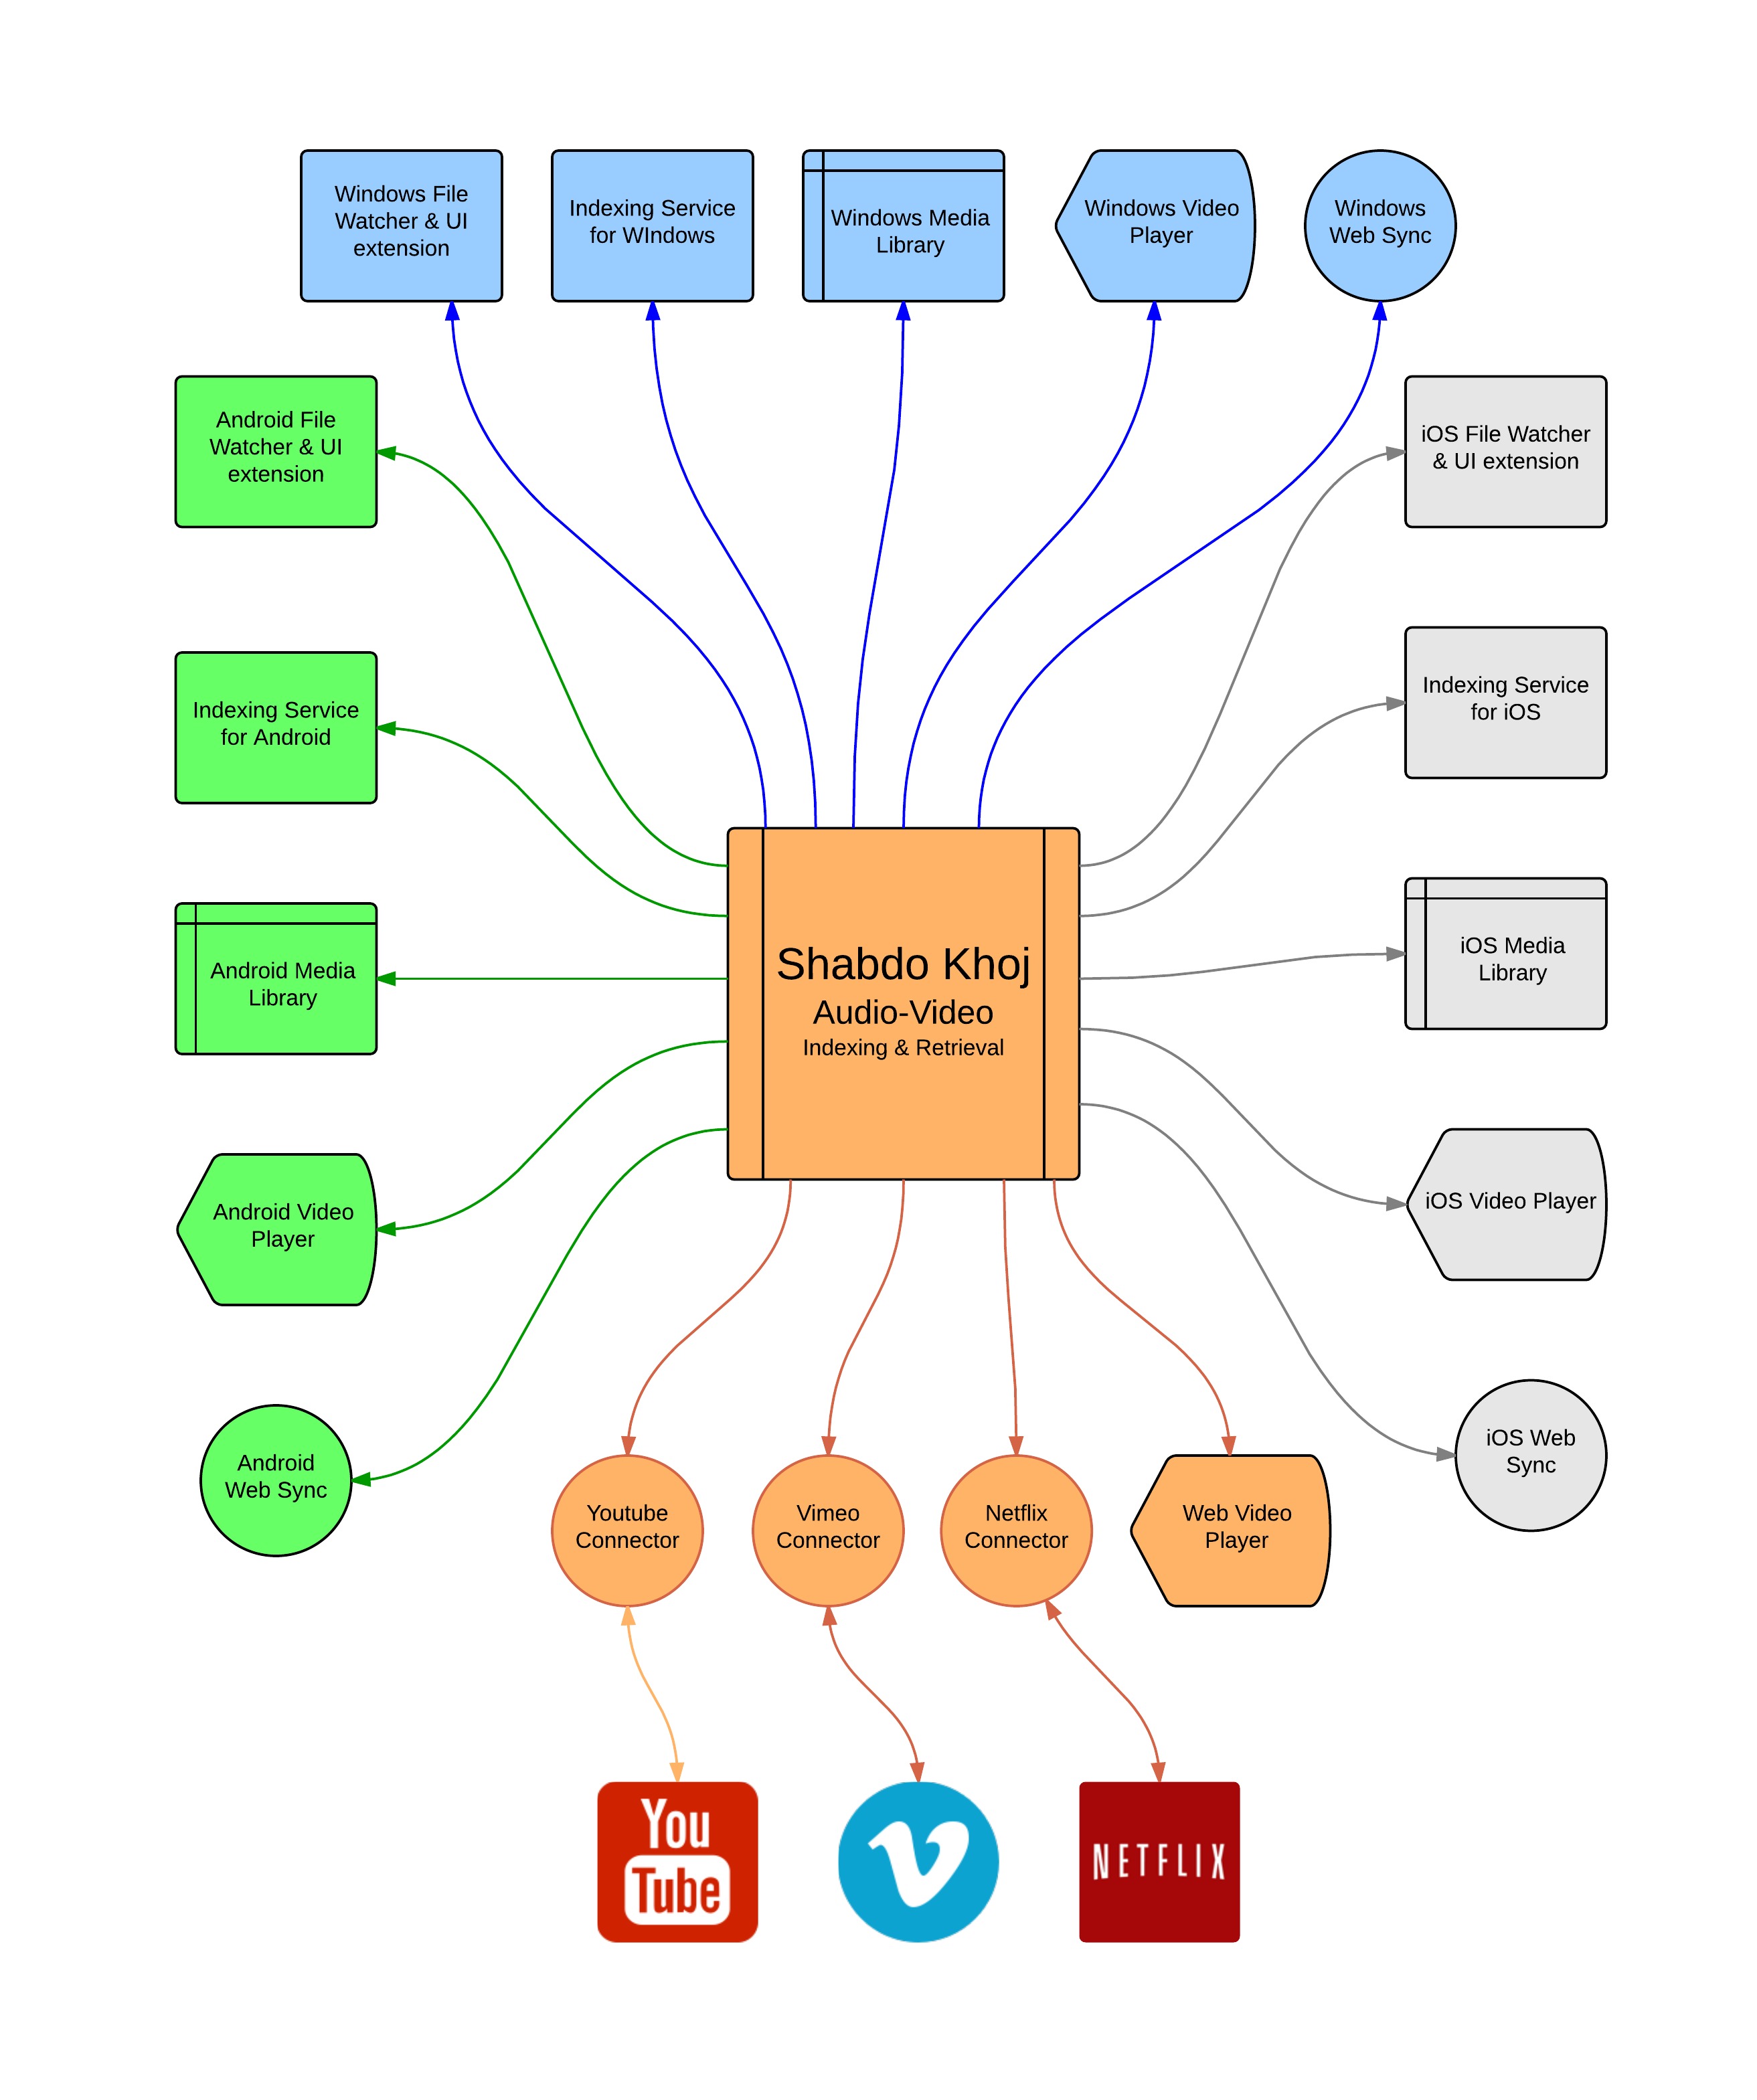 Windows File
Watcher & UI
extension
Indexing Service
for WIndows
Windows Media
Library
Windows Video
Player
Windows
Web Sync
Android File
Watcher & UI
extension
iOS File Watcher
& UI extension
Indexing Service
for Android
Indexing Service
for iOS
Android Media
Library
Shabdo Khoj
Audio-Video
Indexing & Retrieval
iOS Media
Library
Android Video
Player
iOS Video Player
Android
Web Sync
iOS Web
Sync
Youtube
Connector
Vimeo
Connector
Netflix
Connector
Web Video
Player
You
Tube
NETFLIX